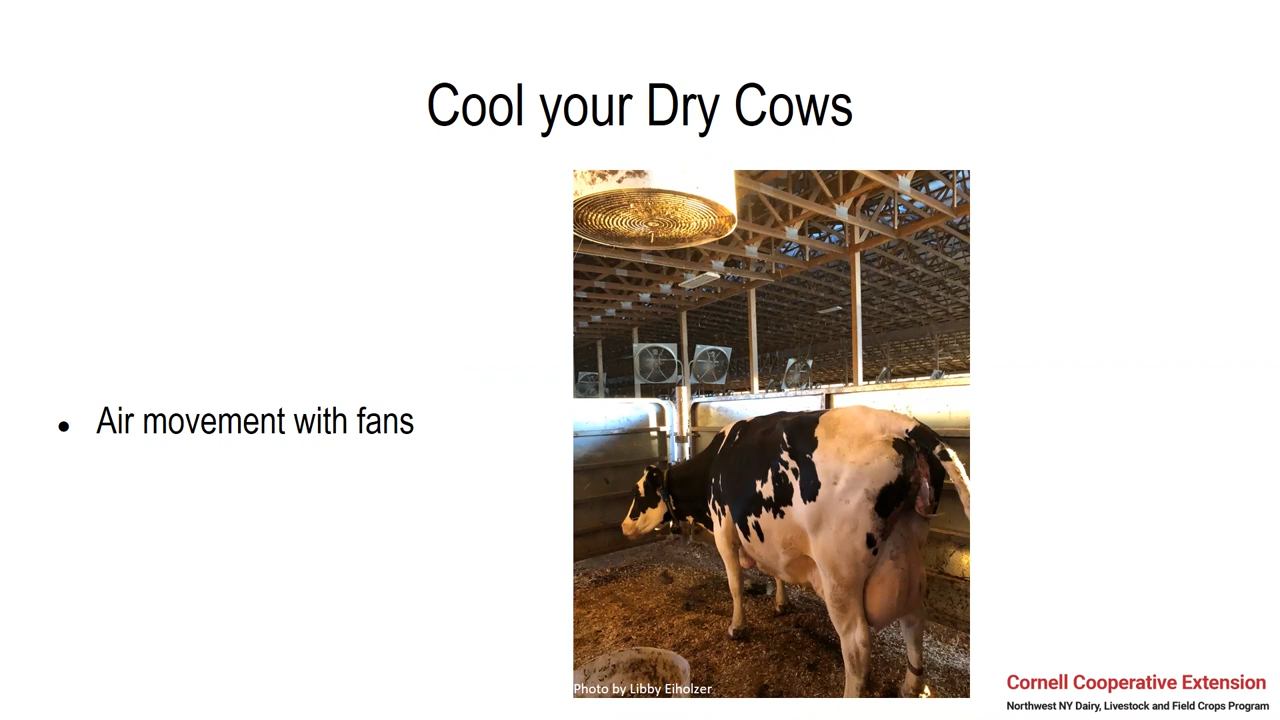 Cool your Dry Cows
• Air movement with fans
Photo by Libby Eiholzer
Cornell Cooperative Extension
Northwest NY Dairy, Livestock and Field Crops Program